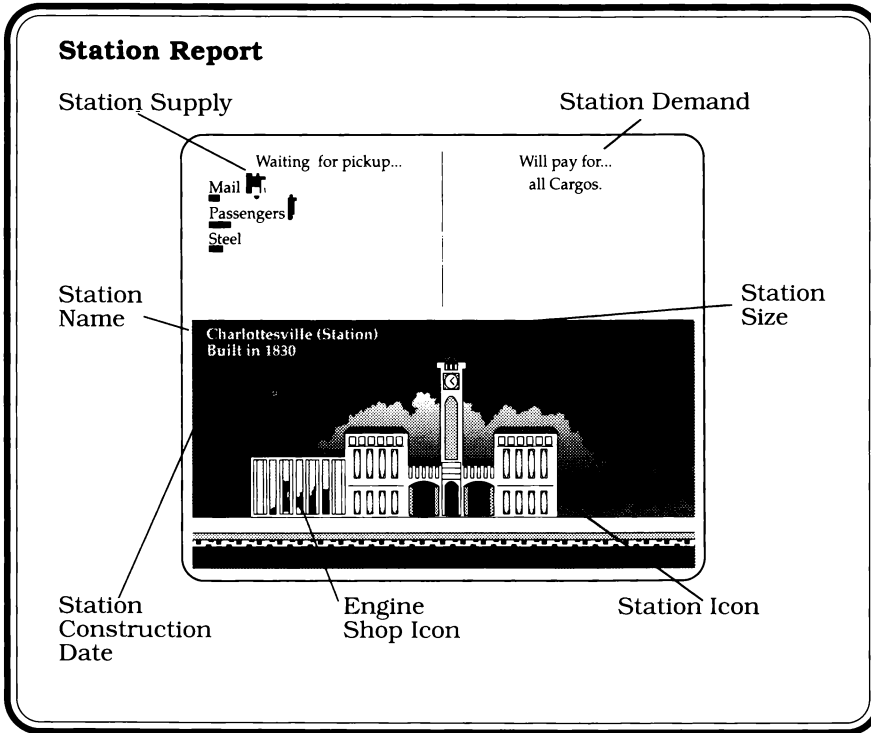 Station Report
Station Supply
Station Demand
Waiting for pickup...
Mail
Passengers
Steel
Will pay for...
all Cargos.
Station
Name
Station
Size
Charlottesville (Station)
Built in 1830
Station
Construction
Date
Engine
Shop Icon
Station Icon